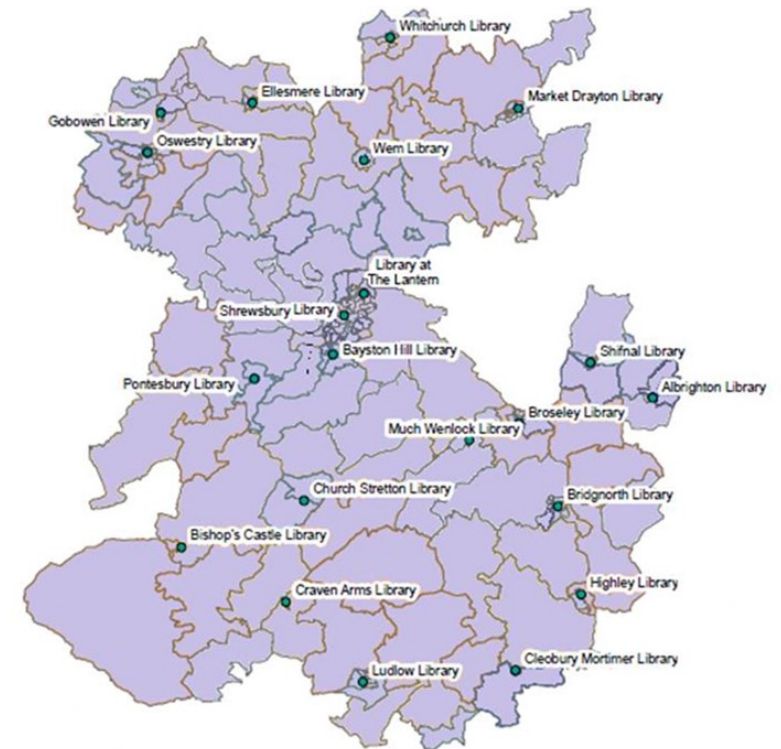 Whitchurch Library
Ellesmere Library
Market Drayton Library
Gobowen Library
Oswestry Library
Wem Library
Library at
The Lantern
Shrewsbury Library
Bayston Hill Library
Shifnal Library
Pontesbury Library
Albrighton Library
Broseley Library
Much Wenlock Library
Church Stretton Library
Bridgnorth Library
Bishop's Castle Library
Highley Library
Craven Arms Library
Cleobury Mortimer Library
Ludlow Library